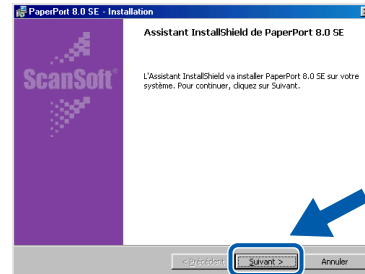 PaperPort 8.0 SE - Installation
Assistant InstallShield de PaperPort 8.0 SE
ScanSoft®
L'Assistant InstallShield va installer PaperPort 8.0 SE sur votre
système. Pour continuer, cliquez sur Suivant.
< Précédent Suivant > Annuler